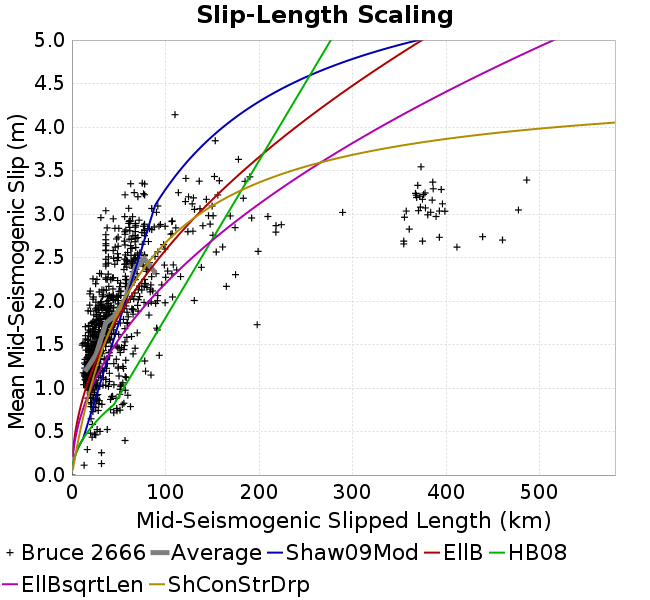 Slip-Length Scaling
Mean Mid-Seismogenic Slip (m)
5.0
4.5
4.0
3.5
3.0
2.5
2.0
1.5
1.0
0.5
0.0
0 100 200 300 400 500
Mid-Seismogenic Slipped Length (km)
Bruce 2666 Average Shaw09Mod EllB HB08
EllBsqrtLen ShConStrDrp